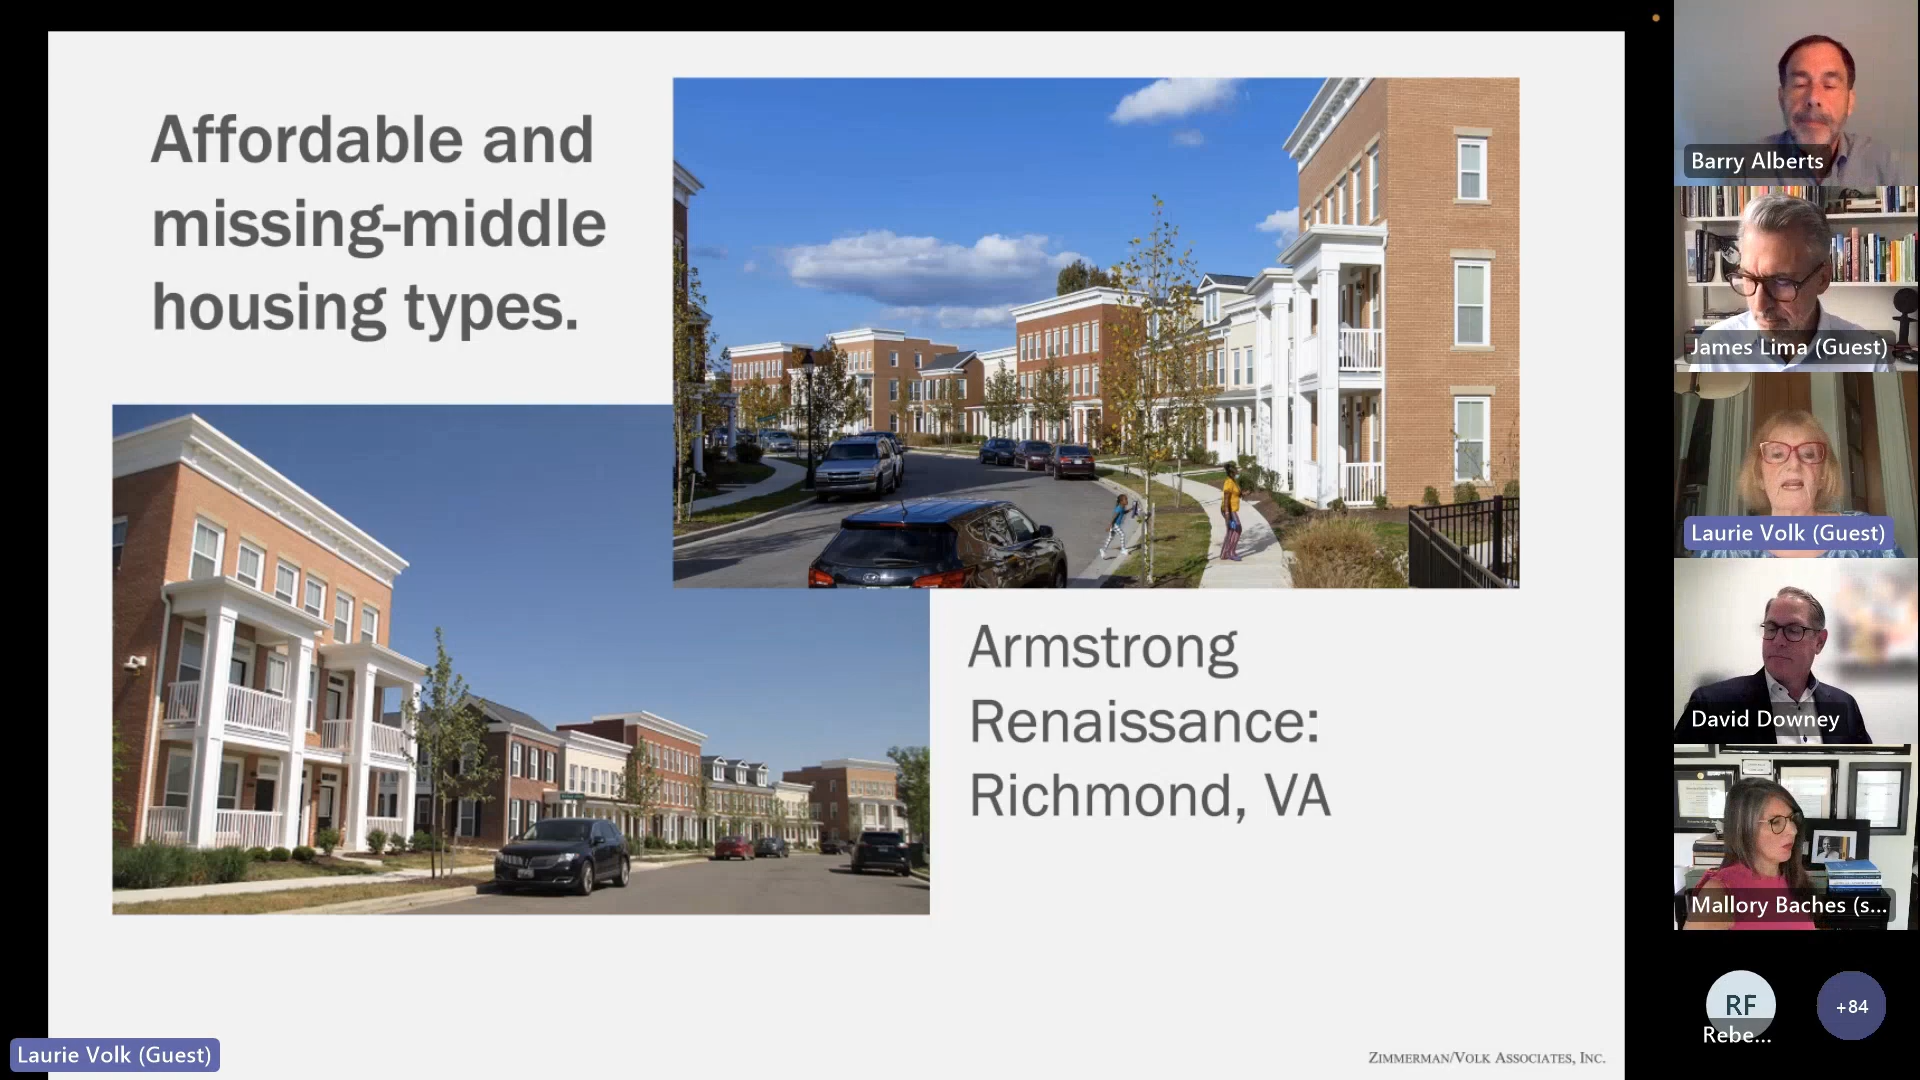 Affordable and
missing-middle
housing types.
Armstrong
Renaissance:
Richmond, VA
ZIMMERMAN/VOLK ASSOCIATES, INC.
Laurie Volk (Guest)
Barry Alberts
James Lima (Guest)
Laurie Volk (Guest)
David Downey
Mallory Baches (s...
RF
Rebe...
+84